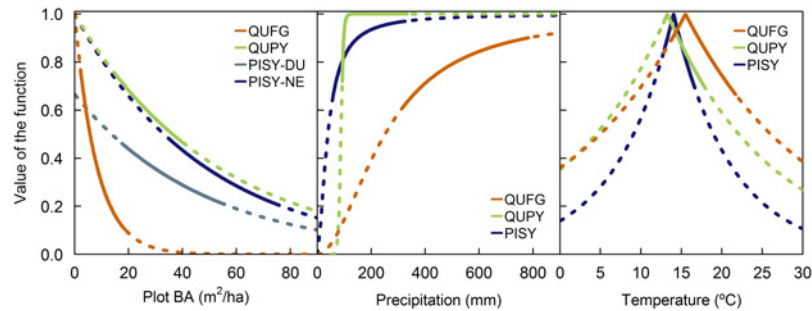 Value of the function
1.0
0.8
0.6
0.4
0.2
0.0
QUFG
QUPY
PISY-DU
PISY-NE
0 20 40 60 80
Plot BA (m²/ha)
QUFG
QUPY
PISY
0 200 400 600 800
Precipitation (mm)
QUFG
QUPY
PISY
0 5 10 15 20 25 30
Temperature (ºC)